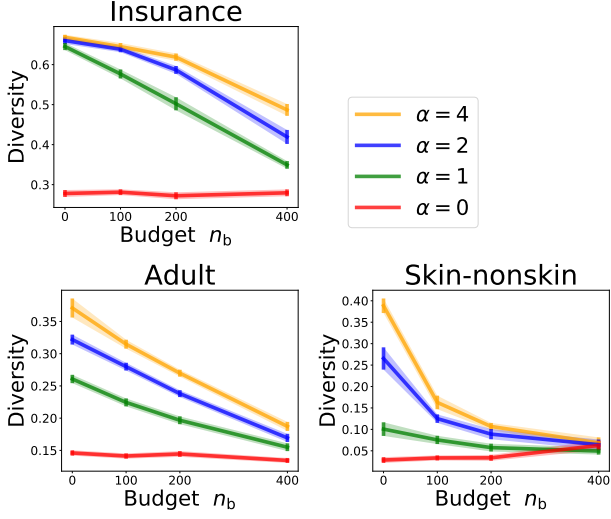 Insurance
0.6
0.5
0.4
0.3
Diversity
0 100 200 400
Budget n_b
α = 4
α = 2
α = 1
α = 0
Adult
0.35
0.30
0.25
0.20
0.15
Diversity
0 100 200 400
Budget n_b
Skin-nonskin
0.40
0.35
0.30
0.25
0.20
0.15
0.10
0.05
Diversity
0 100 200 400
Budget n_b